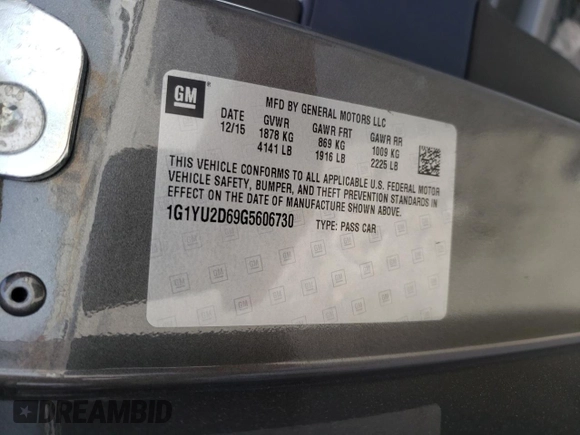 GM
MFD BY GENERAL MOTORS LLC
DATE GVWR GAWR FRT GAWR RR
12/15 1878 KG 869 KG 1009 KG
4141 LB 1916 LB 2225 LB
THIS VEHICLE CONFORMS TO ALL APPLICABLE U.S. FEDERAL MOTOR
VEHICLE SAFETY, BUMPER, AND THEFT PREVENTION STANDARDS IN
EFFECT ON THE DATE OF MANUFACTURE SHOWN ABOVE.
1G1YU2D69G5606730 TYPE: PASS CAR
DREAMBID